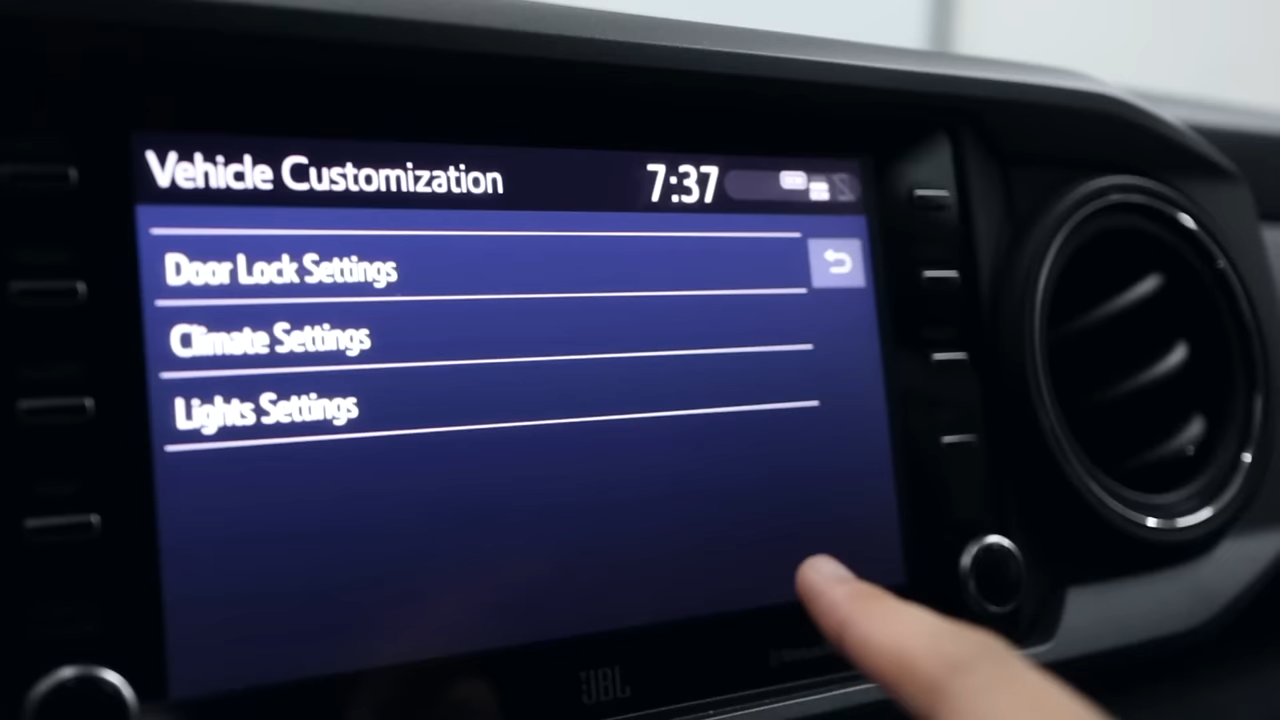 Vehicle Customization 7:37
Door Lock Settings
Climate Settings
Lights Settings
JBL